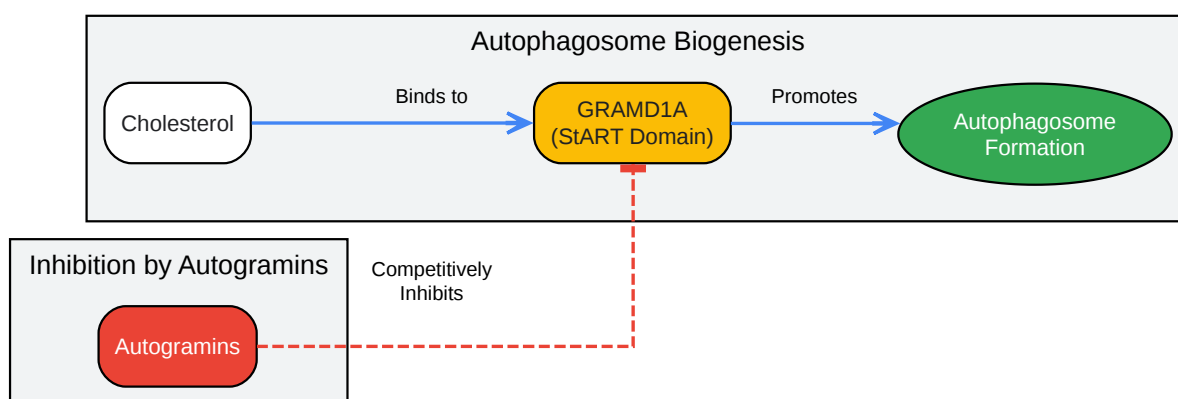 Autophagosome Biogenesis
Cholesterol
Binds to
GRAMD1A
(StART Domain)
Promotes
Autophagosome
Formation
Inhibition by Autogramins
Competitively
Inhibits
Autogramins